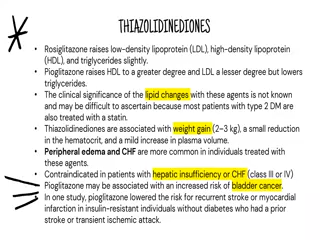 THIAZOLIDINEDIONES
• Rosiglitazone raises low-density lipoprotein (LDL), high-density lipoprotein
(HDL), and triglycerides slightly.
• Pioglitazone raises HDL to a greater degree and LDL a lesser degree but lowers
triglycerides.
• The clinical significance of the lipid changes with these agents is not known
and may be difficult to ascertain because most patients with type 2 DM are
also treated with a statin.
• Thiazolidinediones are associated with weight gain (2–3 kg), a small reduction
in the hematocrit, and a mild increase in plasma volume.
• Peripheral edema and CHF are more common in individuals treated with
these agents.
• Contraindicated in patients with hepatic insufficiency or CHF (class III or IV)
• Pioglitazone may be associated with an increased risk of bladder cancer.
• In one study, pioglitazone lowered the risk for recurrent stroke or myocardial
infarction in insulin-resistant individuals without diabetes who had a prior
stroke or transient ischemic attack.